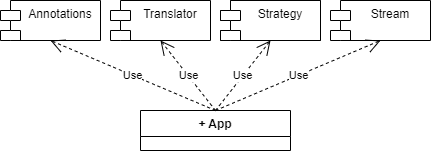 Annotations
Translator
Strategy
Stream
Use
Use
Use
Use
+ App